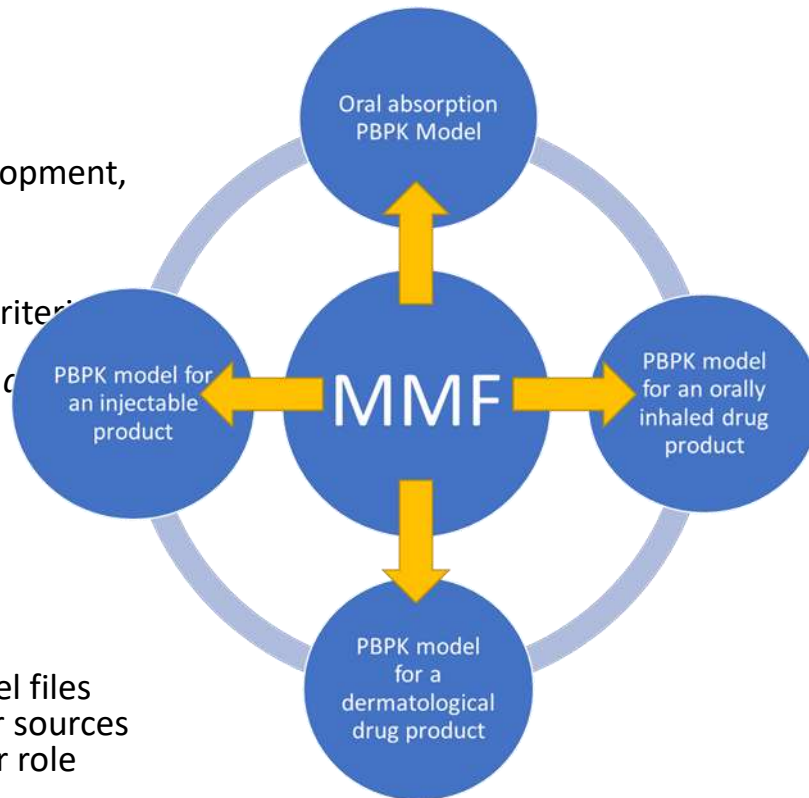 Oral absorption
PBPK Model
opment,
riteri
PBPK model for
an injectable
product
MMF
PBPK model
for an orally
inhaled drug
product
PBPK model
for a
dermatological
drug product
el files
r sources
r role